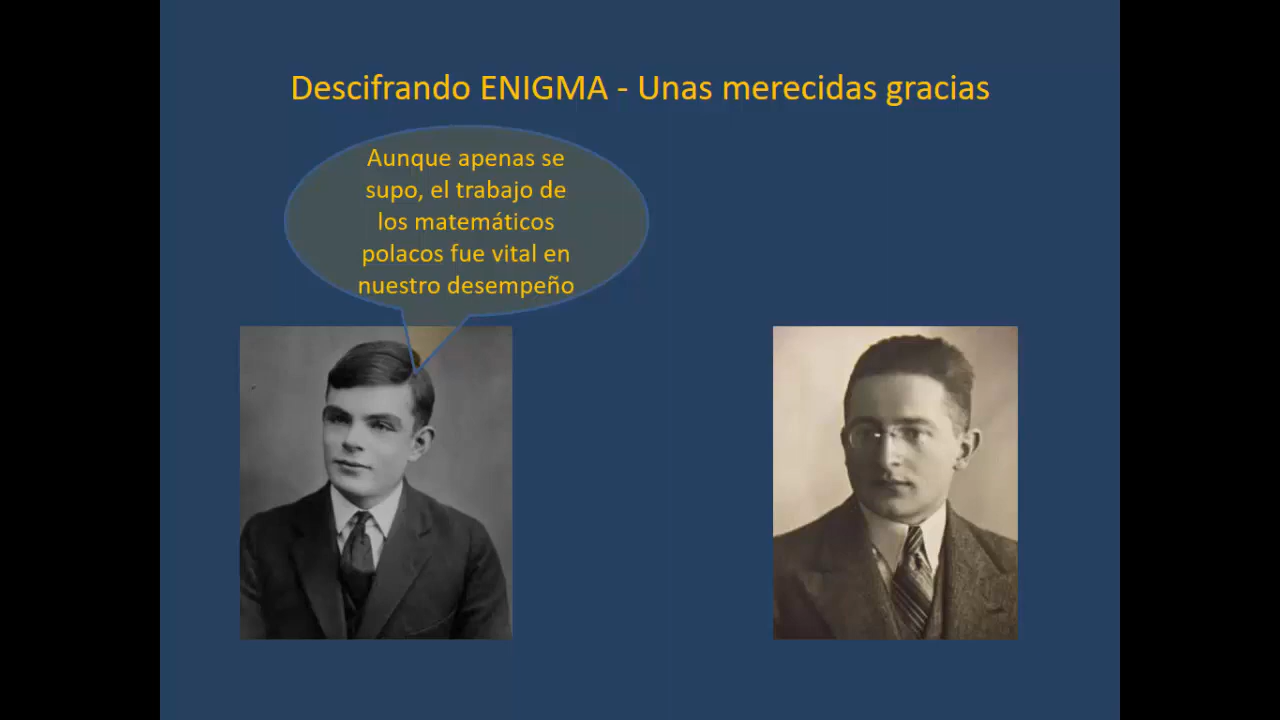 Descifrando ENIGMA - Unas merecidas gracias
Aunque apenas se
supo, el trabajo de
los matemáticos
polacos fue vital en
nuestro desempeño